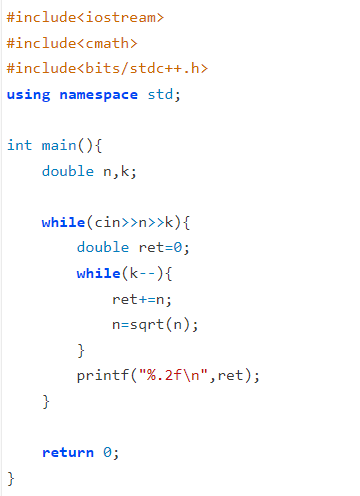 #include<iostream>
#include<cmath>
#include<bits/stdc++.h>
using namespace std;
int main(){
    double n,k;
    while(cin>>n>>k){
        double ret=0;
        while(k--){
            ret+=n;
            n=sqrt(n);
        }
        printf("%.2f\n",ret);
    }
    return 0;
}